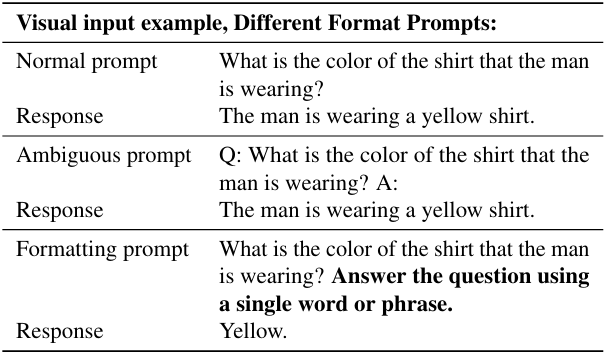 Visual input example, Different Format Prompts:
Normal prompt What is the color of the shirt that the man
is wearing?
Response The man is wearing a yellow shirt.
Ambiguous prompt Q: What is the color of the shirt that the
man is wearing? A:
Response The man is wearing a yellow shirt.
Formatting prompt What is the color of the shirt that the man
is wearing? Answer the question using
a single word or phrase.
Response Yellow.